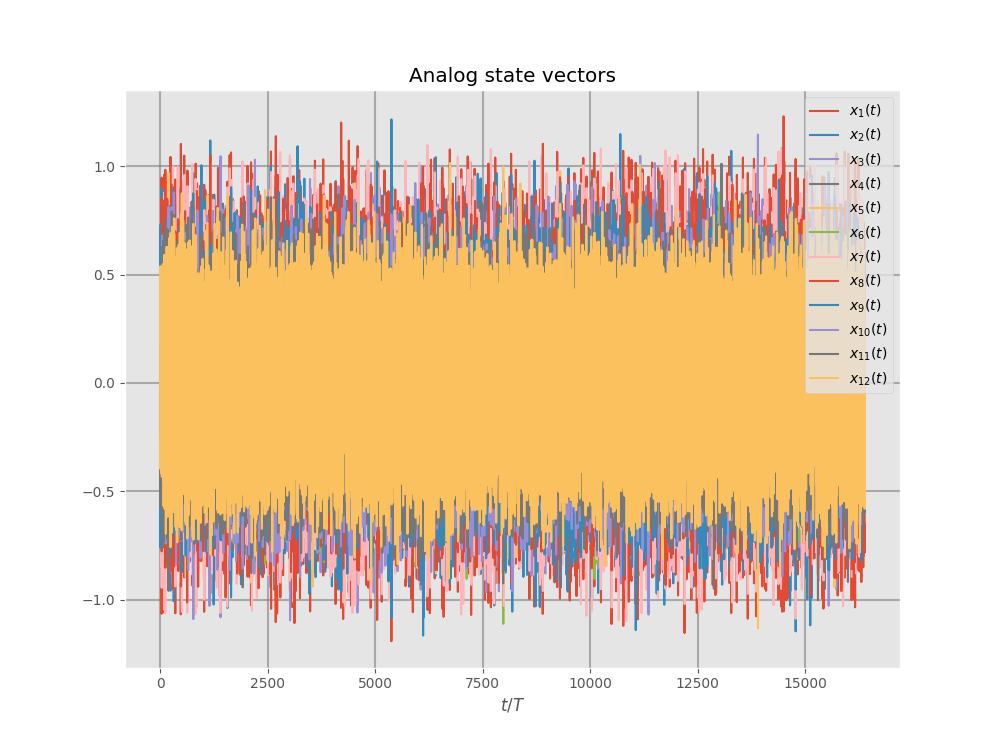 Analog state vectors
1.0
0.5
0.0
−0.5
−1.0
0 2500 5000 7500 10000 12500 15000
t/T
x₁(t)
x₂(t)
x₃(t)
x₄(t)
x₅(t)
x₆(t)
x₇(t)
x₈(t)
x₉(t)
x₁₀(t)
x₁₁(t)
x₁₂(t)